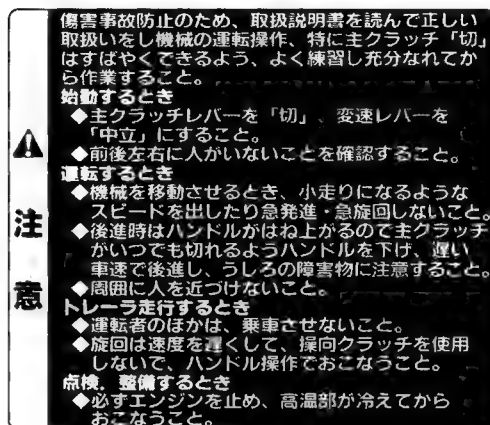 ⚠
注
意
傷害事故防止のため、取扱説明書を読んで正しい
取扱いをし機械の運転操作、特に主クラッチ「切」
はすばやくできるよう、よく練習し充分なれてか
ら作業すること。
始動するとき
◆主クラッチレバーを「切」、変速レバーを
「中立」にすること。
◆前後左右に人がいないことを確認すること。
運転するとき
◆機械を移動させるとき、小走りになるような
スピードを出したり急発進・急旋回しないこと。
◆後進時はハンドルがはね上がるので主クラッチ
がいつでも切れるようハンドルを下げ、遅い
車速で後進し、うしろの障害物に注意すること。
◆周囲に人を近づけないこと。
トレーラ走行するとき
◆運転者のほかは、乗車させないこと。
◆旋回は速度を遅くして、操向クラッチを使用
しないで、ハンドル操作でおこなうこと。
点検．整備するとき
◆必ずエンジンを止め、高温部が冷えてから
おこなうこと。